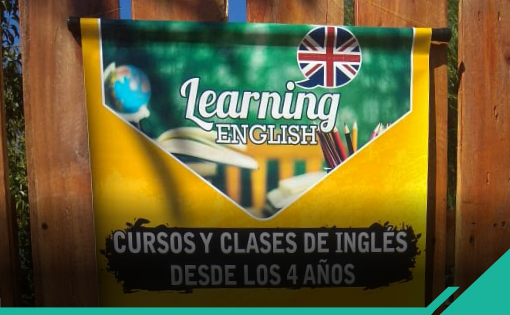 Learning
ENGLISH
CURSOS Y CLASES DE INGLÉS
DESDE LOS 4 AÑOS